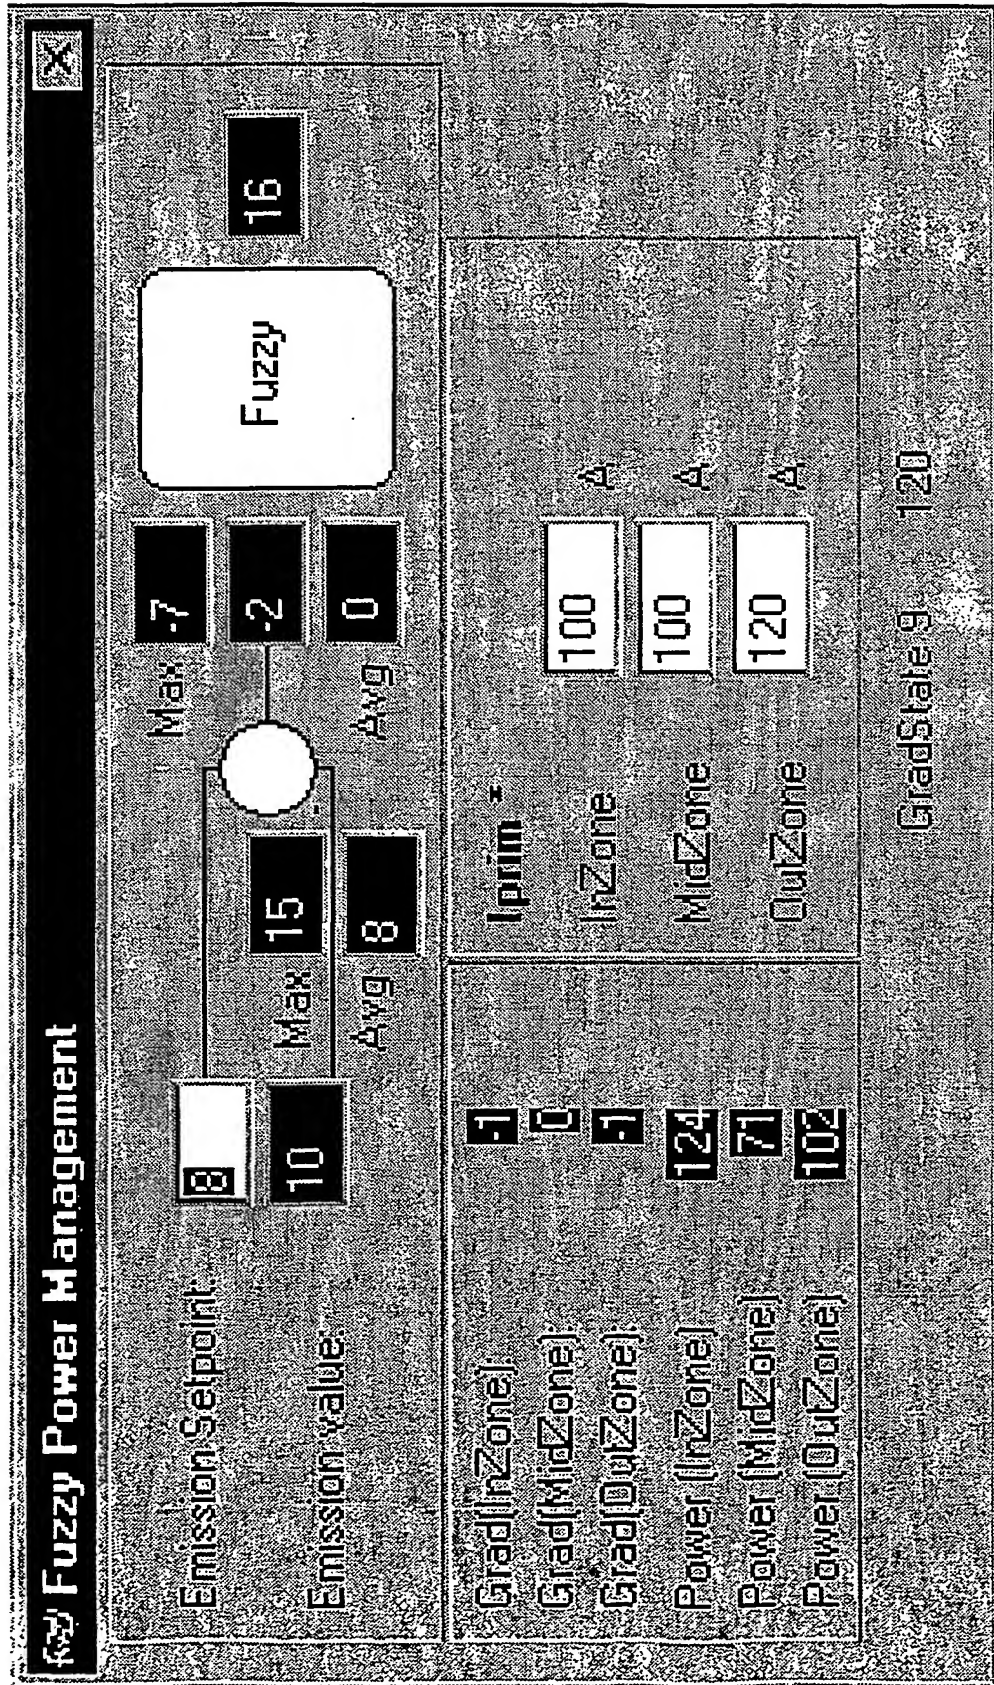 f(x,y) Fuzzy Power Management X
Emission Setpoint: 8
Emission value: 10
Max 15
Avg 8
-
Max -7
-2
Avg 0
Fuzzy
16
Grad(InZone): -1
Grad(MidZone): 0
Grad(OutZone): -1
Power (InZone) 124
Power (MidZone) 71
Power (OutZone) 102
Iprim =
InZone 100 A
MidZone 100 A
OutZone 120 A
GradState 9 120